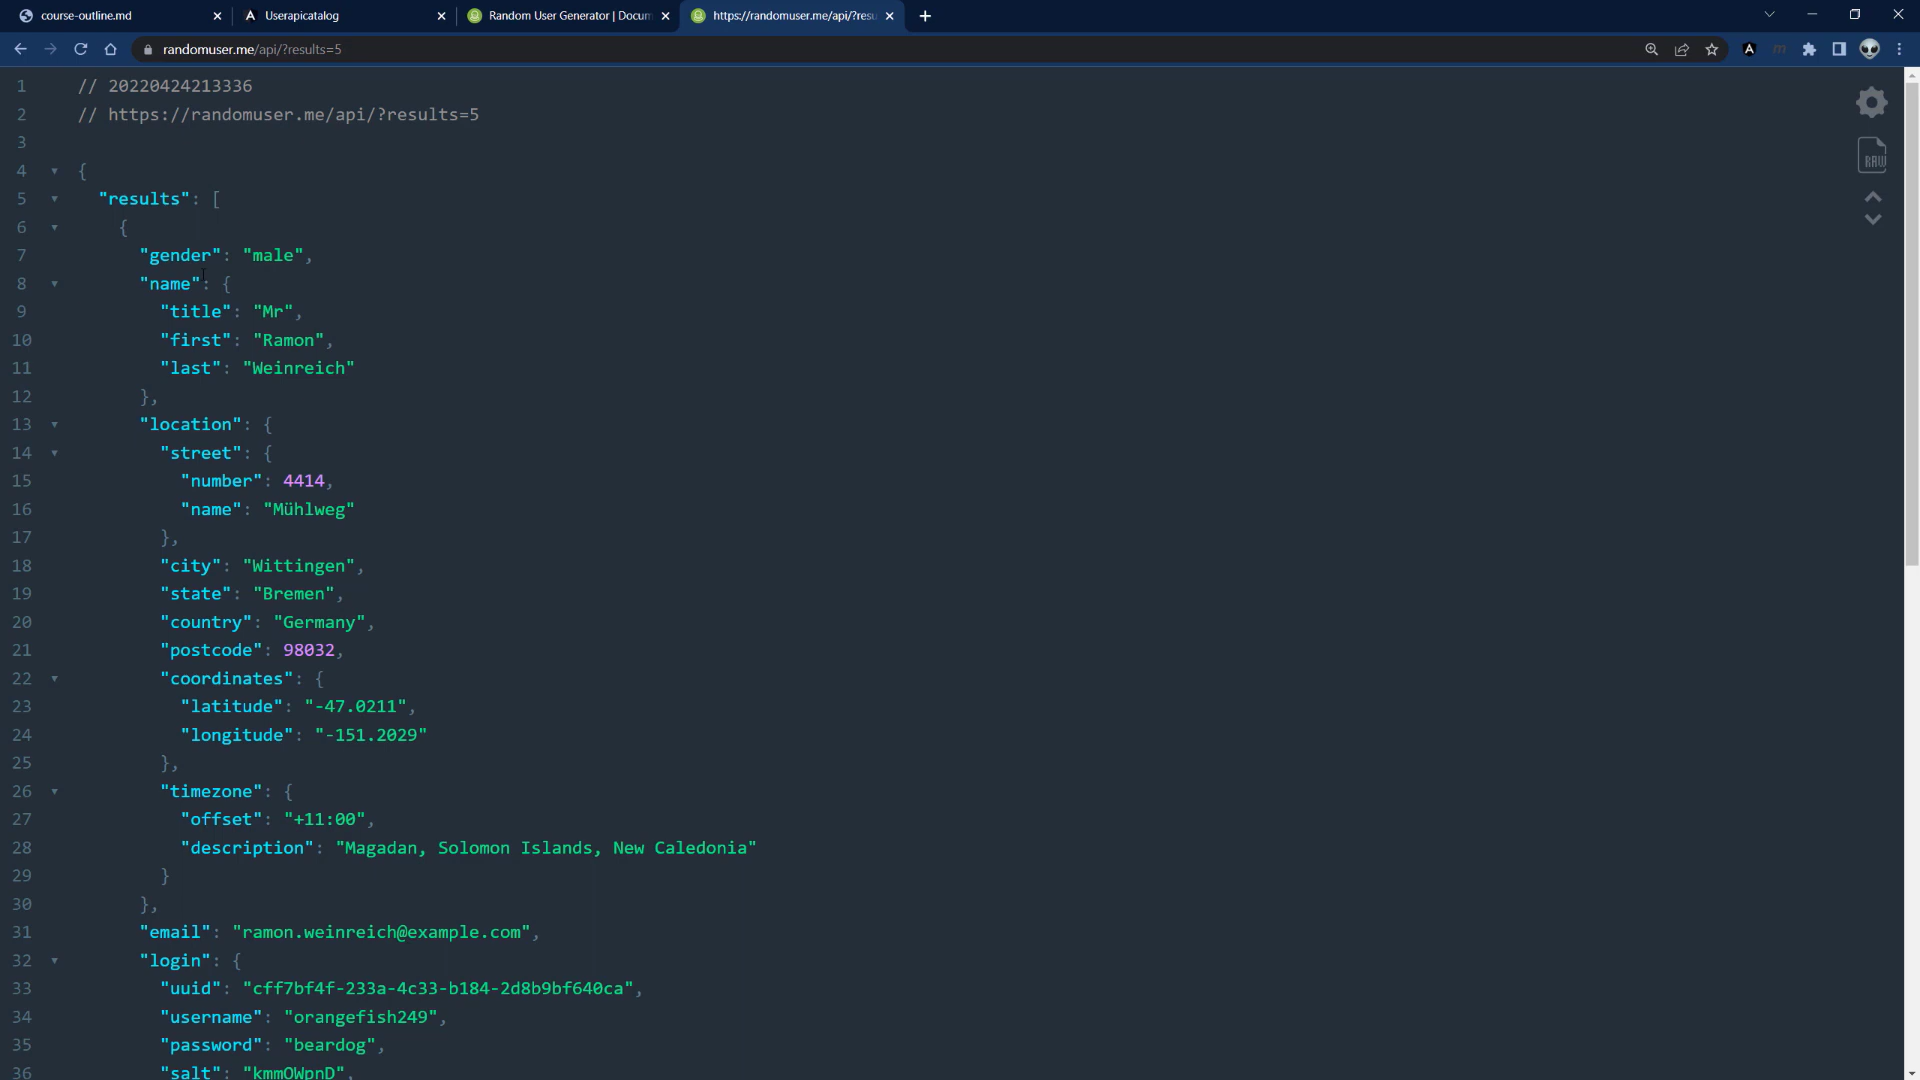 course-outline.md
Userapicatalog
Random User Generator | Docum
https://randomuser.me/api/?resu
randomuser.me/api/?results=5
1 // 20220424213336
2 // https://randomuser.me/api/?results=5
3
4 {
5 "results": [
6 {
7 "gender": "male",
8 "name": {
9 "title": "Mr",
10 "first": "Ramon",
11 "last": "Weinreich"
12 },
13 "location": {
14 "street": {
15 "number": 4414,
16 "name": "Mühlweg"
17 },
18 "city": "Wittingen",
19 "state": "Bremen",
20 "country": "Germany",
21 "postcode": 98032,
22 "coordinates": {
23 "latitude": "-47.0211",
24 "longitude": "-151.2029"
25 },
26 "timezone": {
27 "offset": "+11:00",
28 "description": "Magadan, Solomon Islands, New Caledonia"
29 }
30 },
31 "email": "ramon.weinreich@example.com",
32 "login": {
33 "uuid": "cff7bf4f-233a-4c33-b184-2d8b9bf640ca",
34 "username": "orangefish249",
35 "password": "beardog",
36 "salt": "kmmOWpnD",
RAW